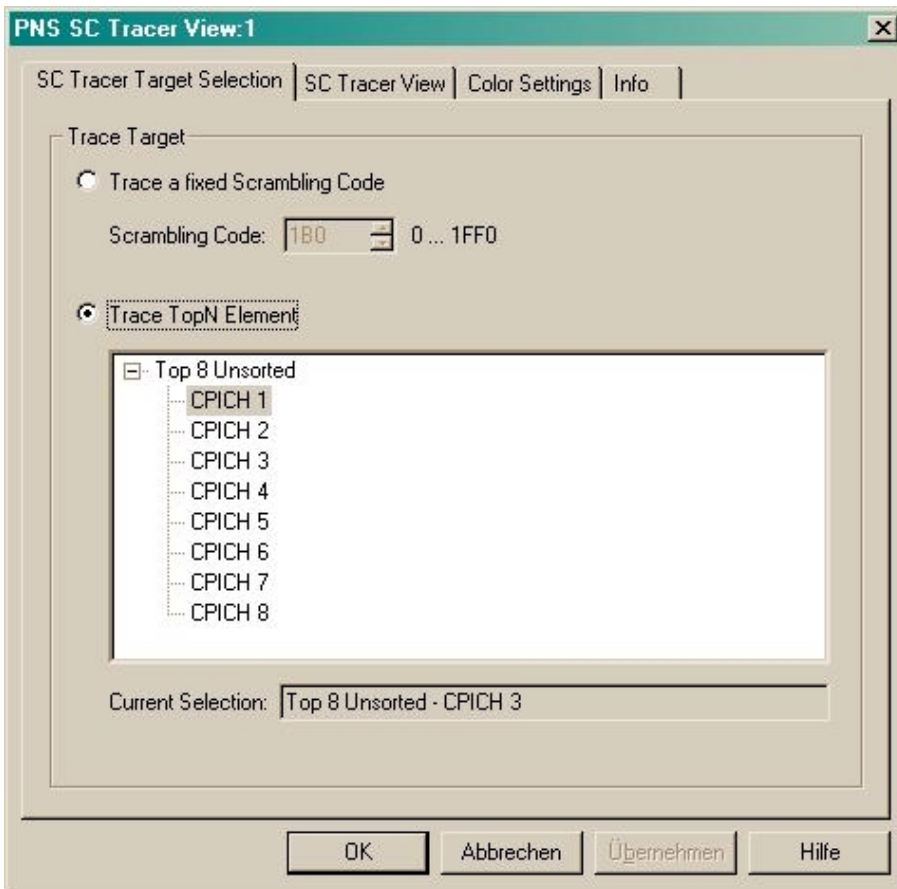 PNS SC Tracer View:1
SC Tracer Target Selection SC Tracer View Color Settings Info
Trace Target
Trace a fixed Scrambling Code
Scrambling Code: 1B0 0 ... 1FF0
Trace TopN Element
Top 8 Unsorted
CPICH 1
CPICH 2
CPICH 3
CPICH 4
CPICH 5
CPICH 6
CPICH 7
CPICH 8
Current Selection: Top 8 Unsorted - CPICH 3
OK Abbrechen Übernehmen Hilfe